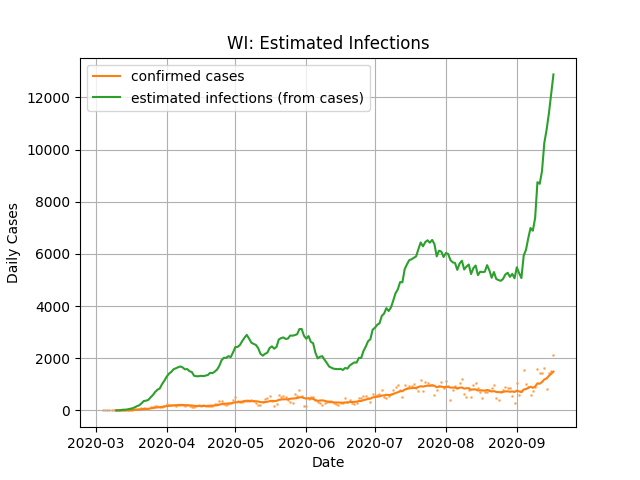 WI: Estimated Infections
confirmed cases
estimated infections (from cases)
Daily Cases
12000
10000
8000
6000
4000
2000
0
2020-03 2020-04 2020-05 2020-06 2020-07 2020-08 2020-09
Date